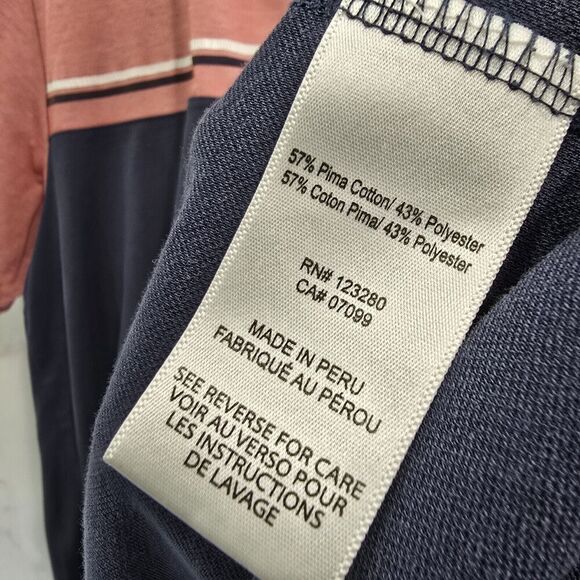 57% Pima Cotton/ 43% Polyester
57% Coton Pima/ 43% Polyester
RN# 123280
CA# 07099
MADE IN PERU
FABRIQUÉ AU PÉROU
SEE REVERSE FOR CARE
VOIR AU VERSO POUR
LES INSTRUCTIONS
DE LAVAGE